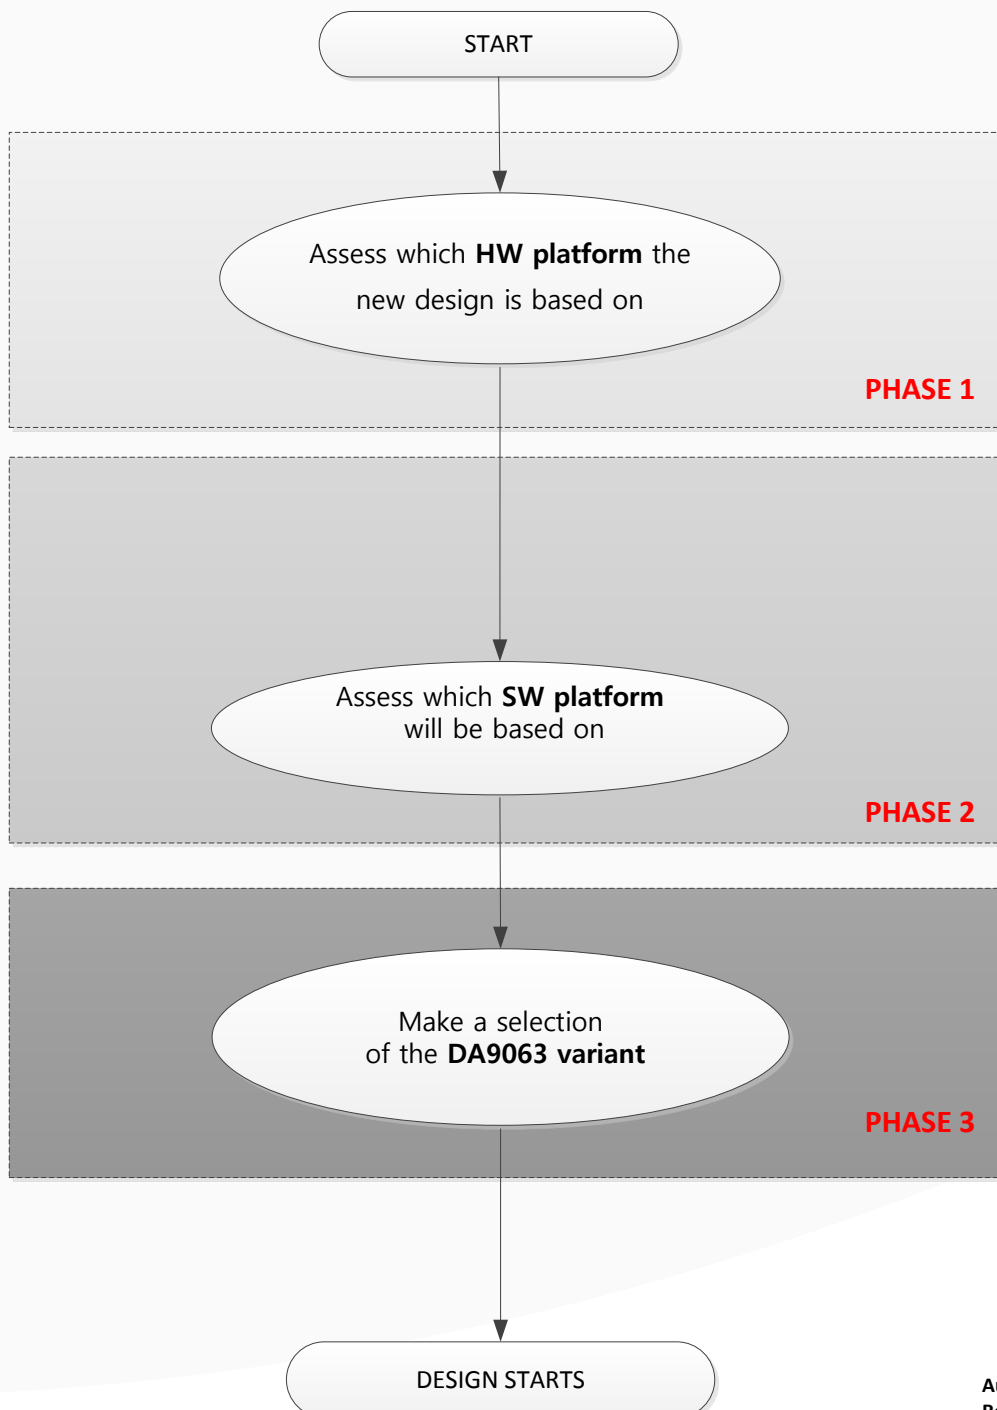 START
Assess which HW platform the
new design is based on
PHASE 1
Assess which SW platform
will be based on
PHASE 2
Make a selection
of the DA9063 variant
PHASE 3
DESIGN STARTS